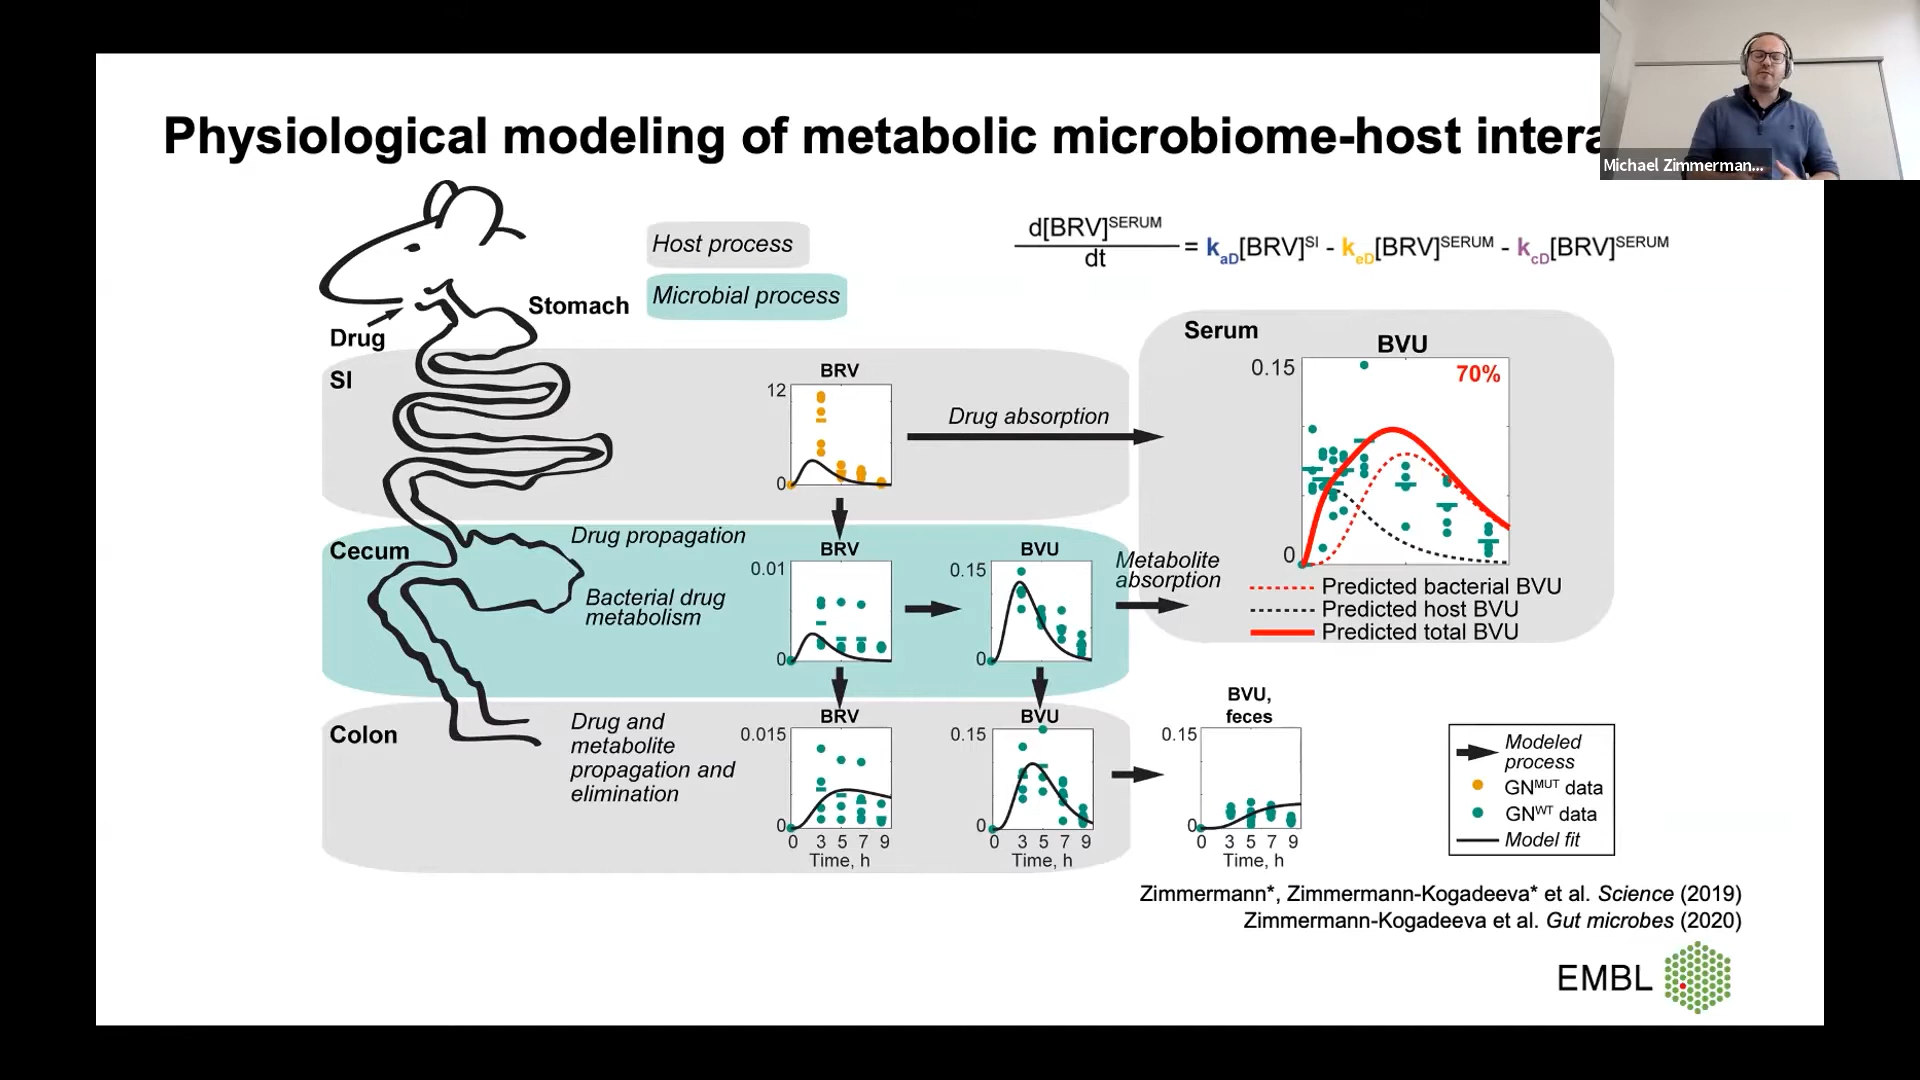 Physiological modeling of metabolic microbiome-host intera
Michael Zimmerman...
Host process
Microbial process
d[BRV]SERUM
dt
= kaD[BRV]SI - keD[BRV]SERUM - kcD[BRV]SERUM
Stomach
Drug
SI
BRV
12
0
Drug absorption
Serum
BVU
0.15
70%
0
Predicted bacterial BVU
Predicted host BVU
Predicted total BVU
Cecum
Drug propagation
Bacterial drug
metabolism
BRV
0.01
0
BVU
0.15
0
Metabolite
absorption
Colon
Drug and
metabolite
propagation and
elimination
BRV
0.015
0
0 3 5 7 9
Time, h
BVU
0.15
0
0 3 5 7 9
Time, h
BVU,
feces
0.15
0
0 3 5 7 9
Time, h
Modeled
process
GNMUT data
GNWT data
Model fit
Zimmermann*, Zimmermann-Kogadeeva* et al. Science (2019)
Zimmermann-Kogadeeva et al. Gut microbes (2020)
EMBL